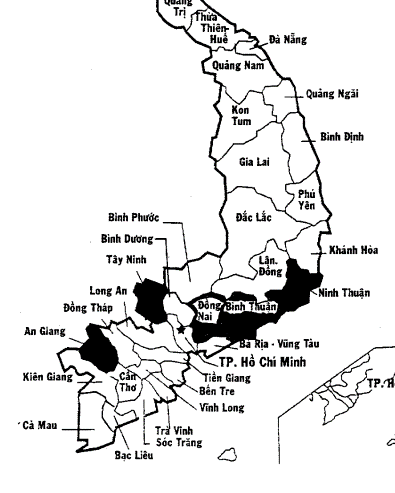 Quảng
Trị
Thừa
Thiên-
Huế
Đà Nẵng
Quảng Nam
Quảng Ngãi
Kon
Tum
Bình Định
Gia Lai
Phú
Yên
Đắc Lắc
Bình Phước
Bình Dương
Khánh Hòa
Tây Ninh
Lân.
Đồng
Long An
Ninh Thuận
Đồng Tháp
Đồng
Nai
Bình Thuận
An Giang
Bà Rịa - Vũng Tàu
TP. Hồ Chí Minh
Kiên Giang
Cần
Thơ
Tiền Giang
Bến Tre
Vĩnh Long
TP. H
Cà Mau
Trà Vinh
Sóc Trăng
Bạc Liêu